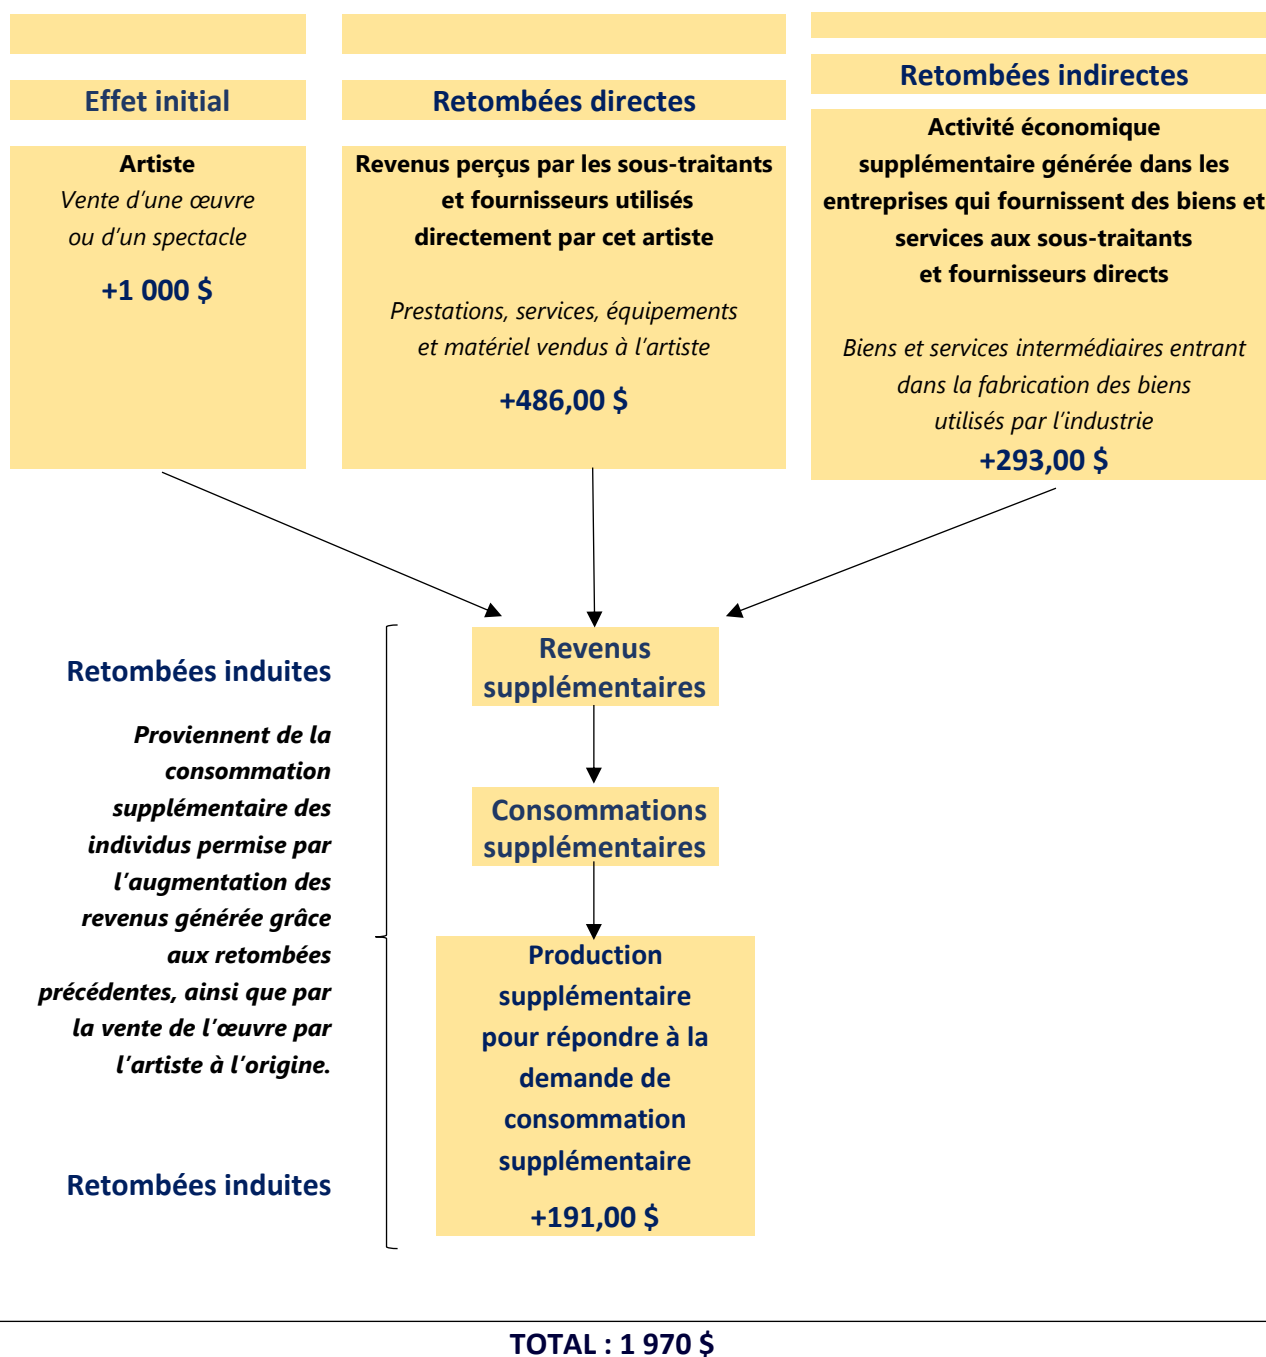 Effet initial
Artiste
Vente d'une œuvre
ou d'un spectacle
+1 000 $
Retombées directes
Revenus perçus par les sous-traitants
et fournisseurs utilisés
directement par cet artiste
Prestations, services, équipements
et matériel vendus à l'artiste
+486,00 $
Retombées indirectes
Activité économique
supplémentaire générée dans les
entreprises qui fournissent des biens et
services aux sous-traitants
et fournisseurs directs
Biens et services intermédiaires entrant
dans la fabrication des biens
utilisés par l'industrie
+293,00 $
Retombées induites
Proviennent de la
consommation
supplémentaire des
individus permise par
l'augmentation des
revenus générée grâce
aux retombées
précédentes, ainsi que par
la vente de l'œuvre par
l'artiste à l'origine.
Retombées induites
Revenus
supplémentaires
Consommations
supplémentaires
Production
supplémentaire
pour répondre à la
demande de
consommation
supplémentaire
+191,00 $
TOTAL : 1 970 $